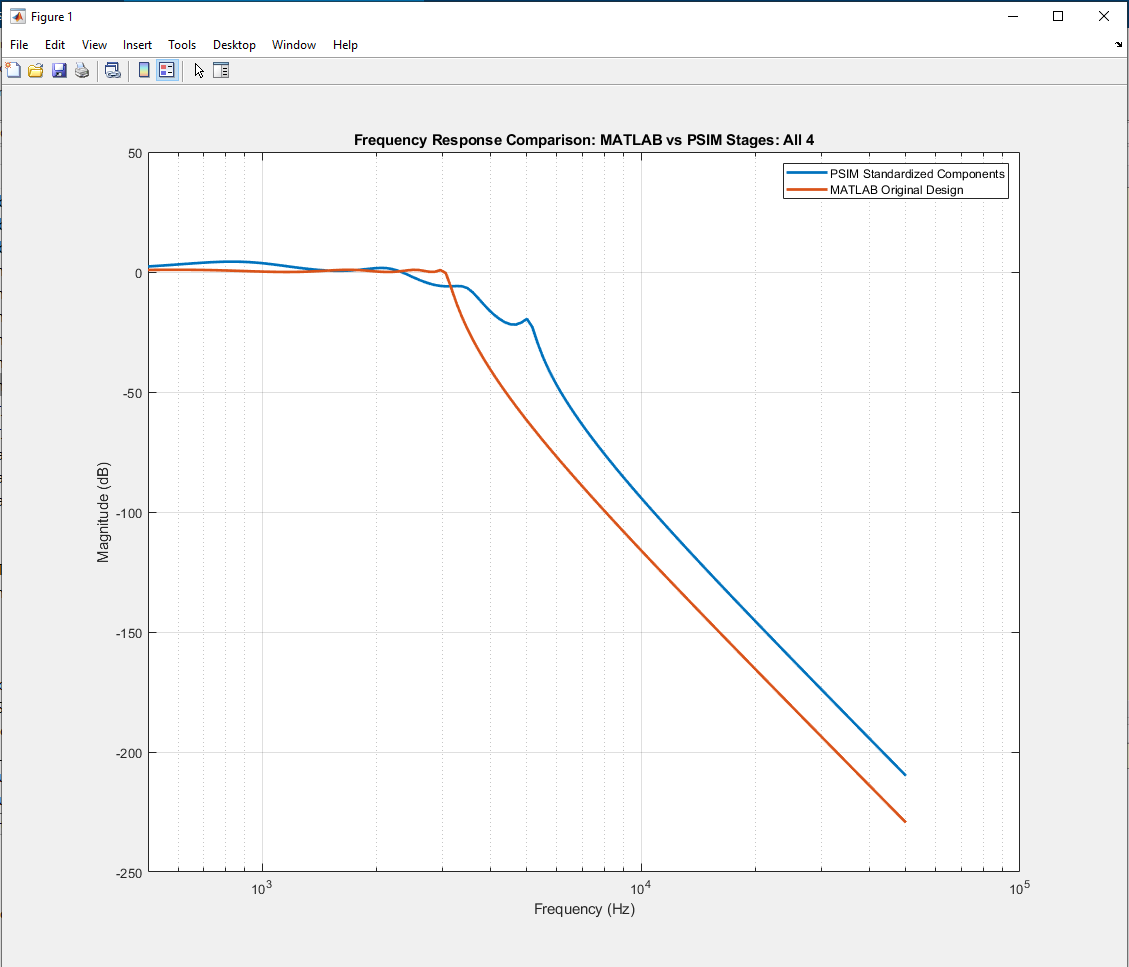 Figure 1
File Edit View Insert Tools Desktop Window Help
Frequency Response Comparison: MATLAB vs PSIM Stages: All 4
PSIM Standardized Components
MATLAB Original Design
50
0
-50
-100
-150
-200
-250
Magnitude (dB)
10^3 10^4 10^5
Frequency (Hz)